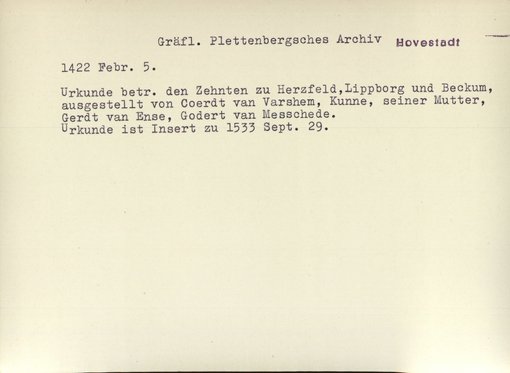 Gräfl. Plettenbergsches Archiv Hovestadt
1422 Febr. 5.
Urkunde betr. den Zehnten zu Herzfeld,Lippborg und Beckum,
ausgestellt von Coerdt van Varshem, Kunne, seiner Mutter,
Gerdt van Ense, Godert van Messchede.
Urkunde ist Insert zu 1533 Sept. 29.